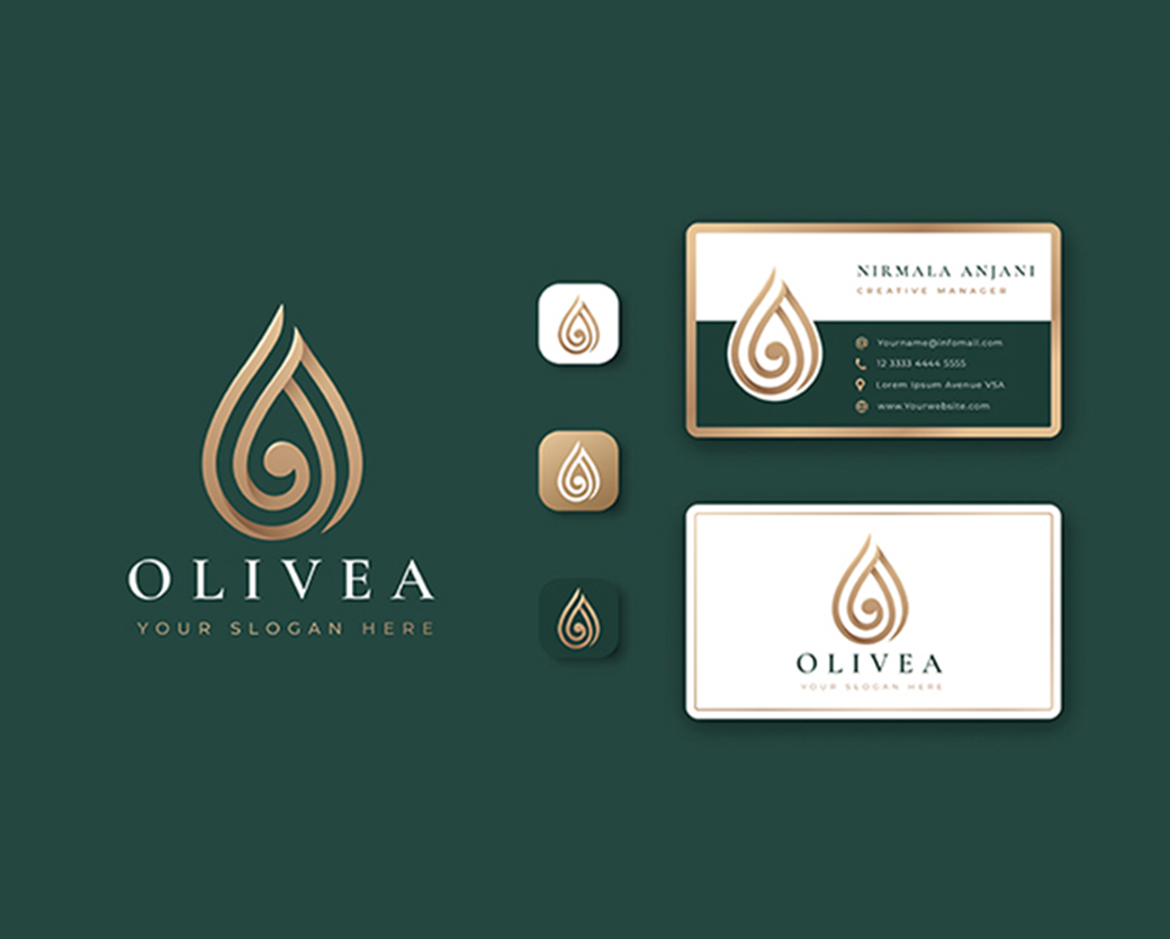 OLIVEA
YOUR SLOGAN HERE
NIRMALA ANJANI
CREATIVE MANAGER
Yourname@infomail.com
12 3333 4444 5555
Lorem Ipsum Avenue V5A
www.Yourwebsite.com
OLIVEA
YOUR SLOGAN HERE